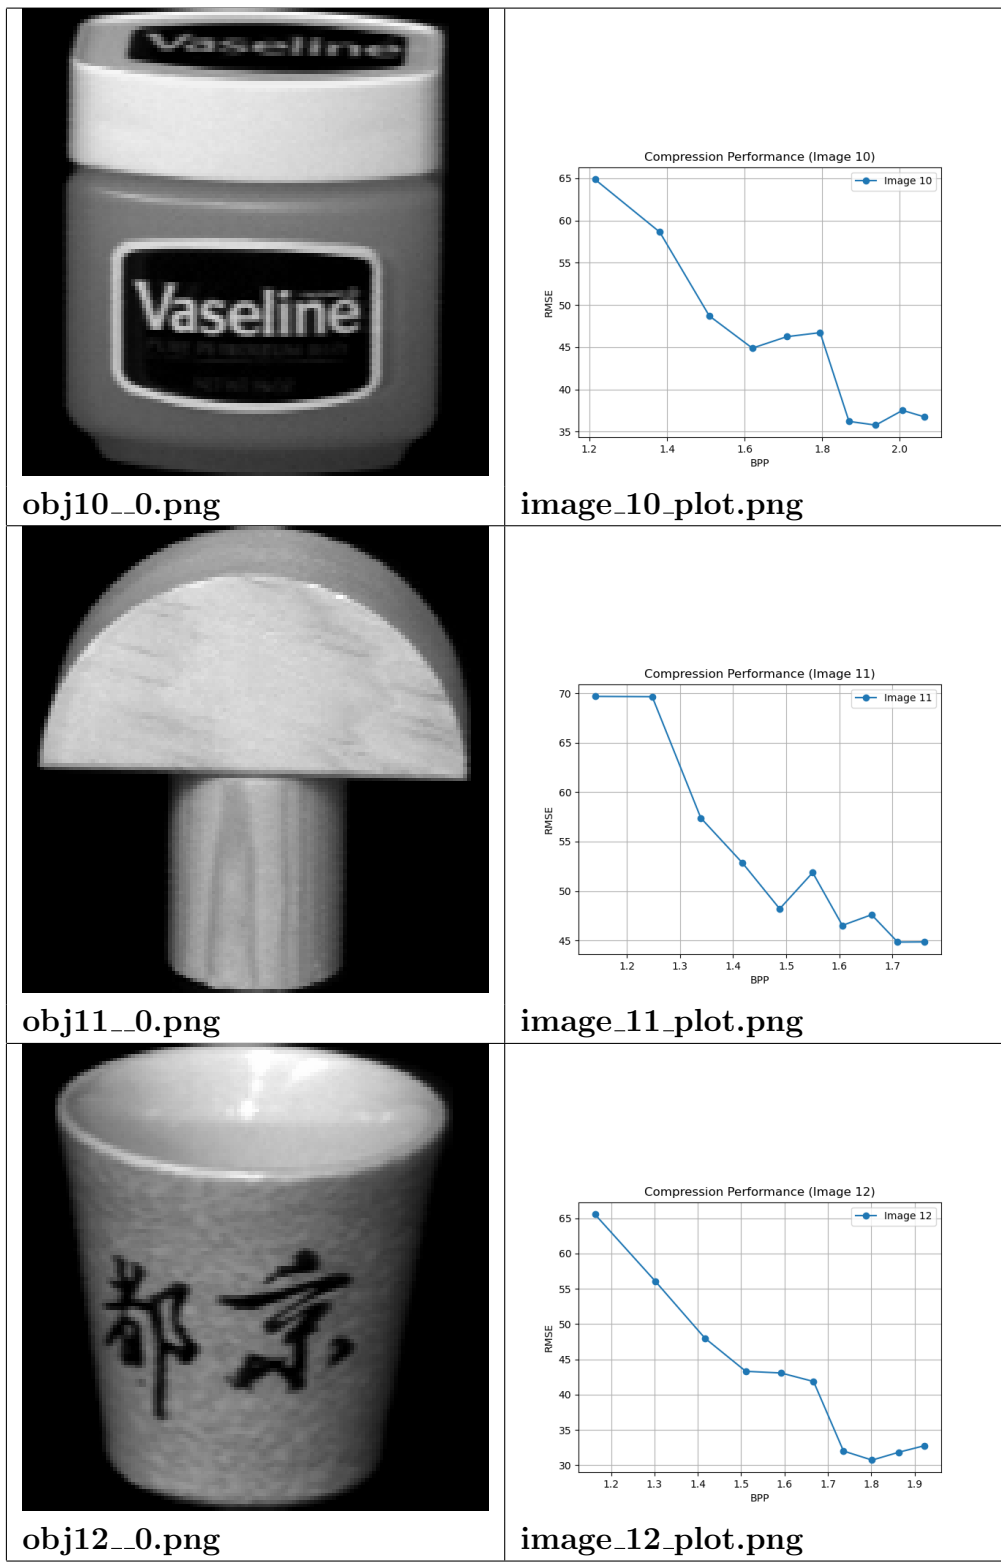 Vaseline
Vaseline
Compression Performance (Image 10)
Image 10
RMSE
65
60
55
50
45
40
35
1.2 1.4 1.6 1.8 2.0
BPP
obj10__0.png
image_10_plot.png
Compression Performance (Image 11)
Image 11
RMSE
70
65
60
55
50
45
1.2 1.3 1.4 1.5 1.6 1.7
BPP
obj11__0.png
image_11_plot.png
都 京
Compression Performance (Image 12)
Image 12
RMSE
65
60
55
50
45
40
35
30
1.2 1.3 1.4 1.5 1.6 1.7 1.8 1.9
BPP
obj12__0.png
image_12_plot.png